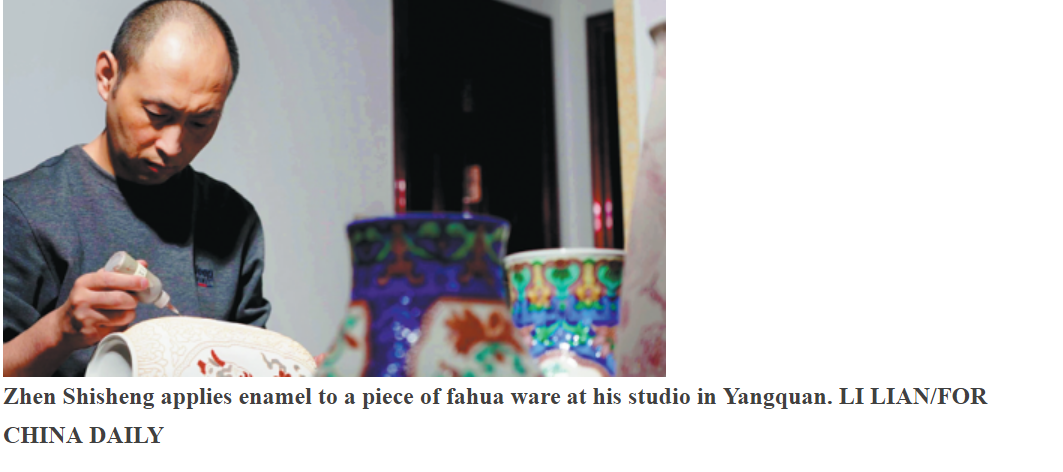 Zhen Shisheng applies enamel to a piece of fahua ware at his studio in Yangquan. LI LIAN/FOR
CHINA DAILY